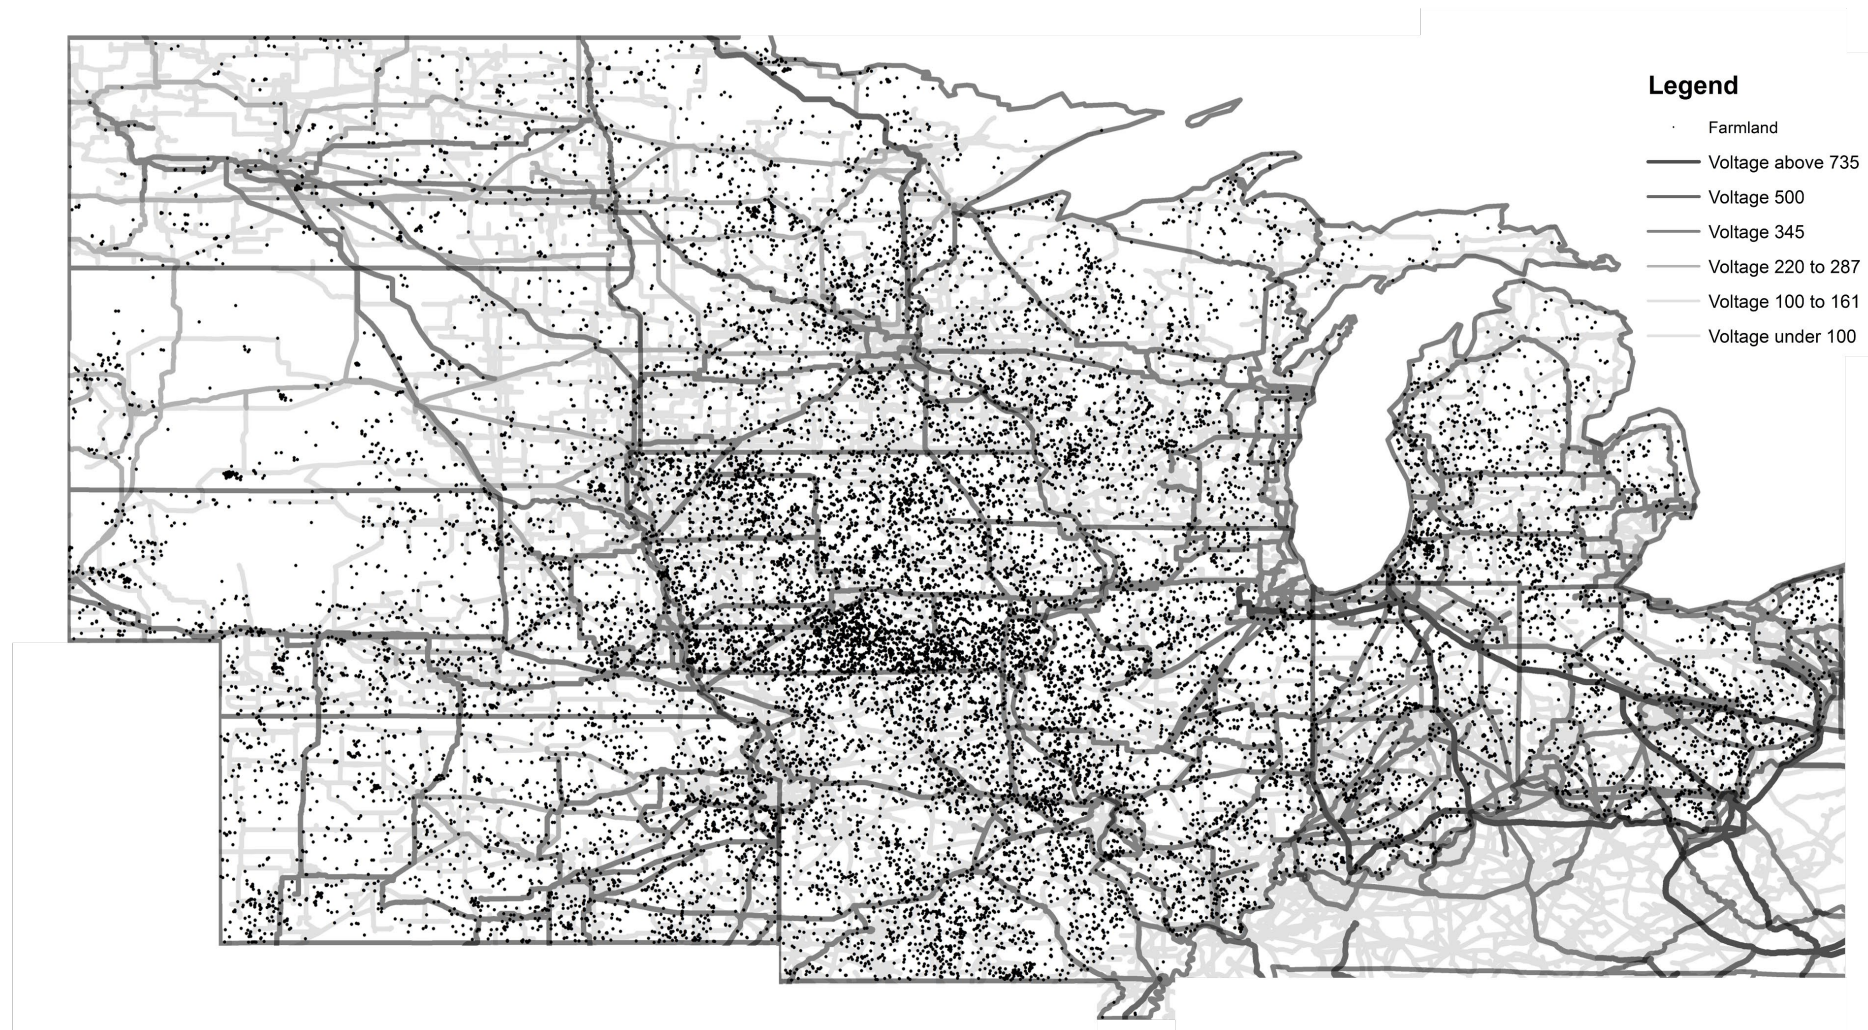 Legend
Farmland
Voltage above 735
Voltage 500
Voltage 345
Voltage 220 to 287
Voltage 100 to 161
Voltage under 100